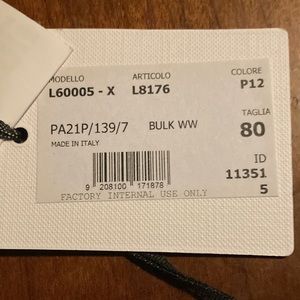 MODELLO ARTICOLO COLORE
L60005 - X L8176 P12
TAGLIA
PA21P/139/7 BULK WW 80
MADE IN ITALY
ID
11351
5
9 208100 171878
FACTORY INTERNAL USE ONLY